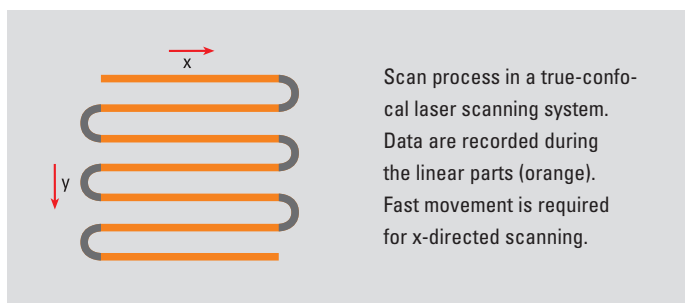 x
y
Scan process in a true-confo-
cal laser scanning system.
Data are recorded during
the linear parts (orange).
Fast movement is required
for x-directed scanning.